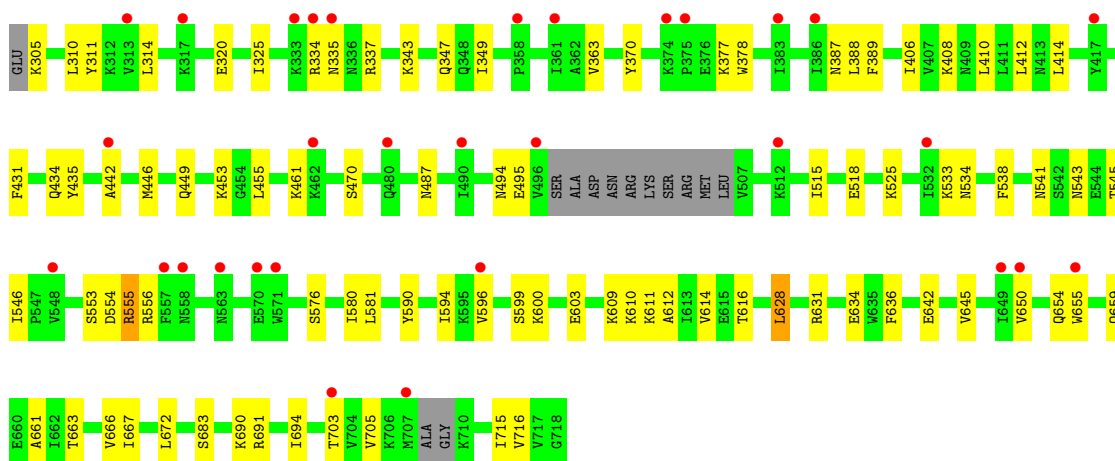 GLU K305 L310 Y311 K312 V313 L314 K317 E320 I325 K333 R334 N335 N336 R337 K343 Q347 Q348 I349 P358 I361 A362 V363 Y370 K374 P375 E376 K377 W378 I383 I386 N387 L388 F389 I406 V407 K408 N409 L410 L411 L412 N413 L414 Y417
F431 Q434 Y435 A442 M446 Q449 K453 G454 L455 K461 K462 S470 Q480 N487 I490 N494 E495 V496 SER ALA ASP ASN ARG LYS SER ARG MET LEU V507 K512 I515 E518 K525 I532 K533 N534 F538 N541 S542 N543 E544 T545
I546 P547 V548 S553 D554 R555 R556 F557 N558 N563 E570 W571 S576 I580 L581 Y590 I594 K595 V596 S599 K600 E603 K609 K610 K611 A612 I613 V614 E615 T616 L628 R631 E634 W635 F636 E642 V645 I649 V650 Q654 W655 Q659
E660 A661 I662 T663 V666 I667 L672 S683 K690 R691 I694 T703 V704 V705 K706 M707 ALA GLY K710 I715 V716 V717 G718